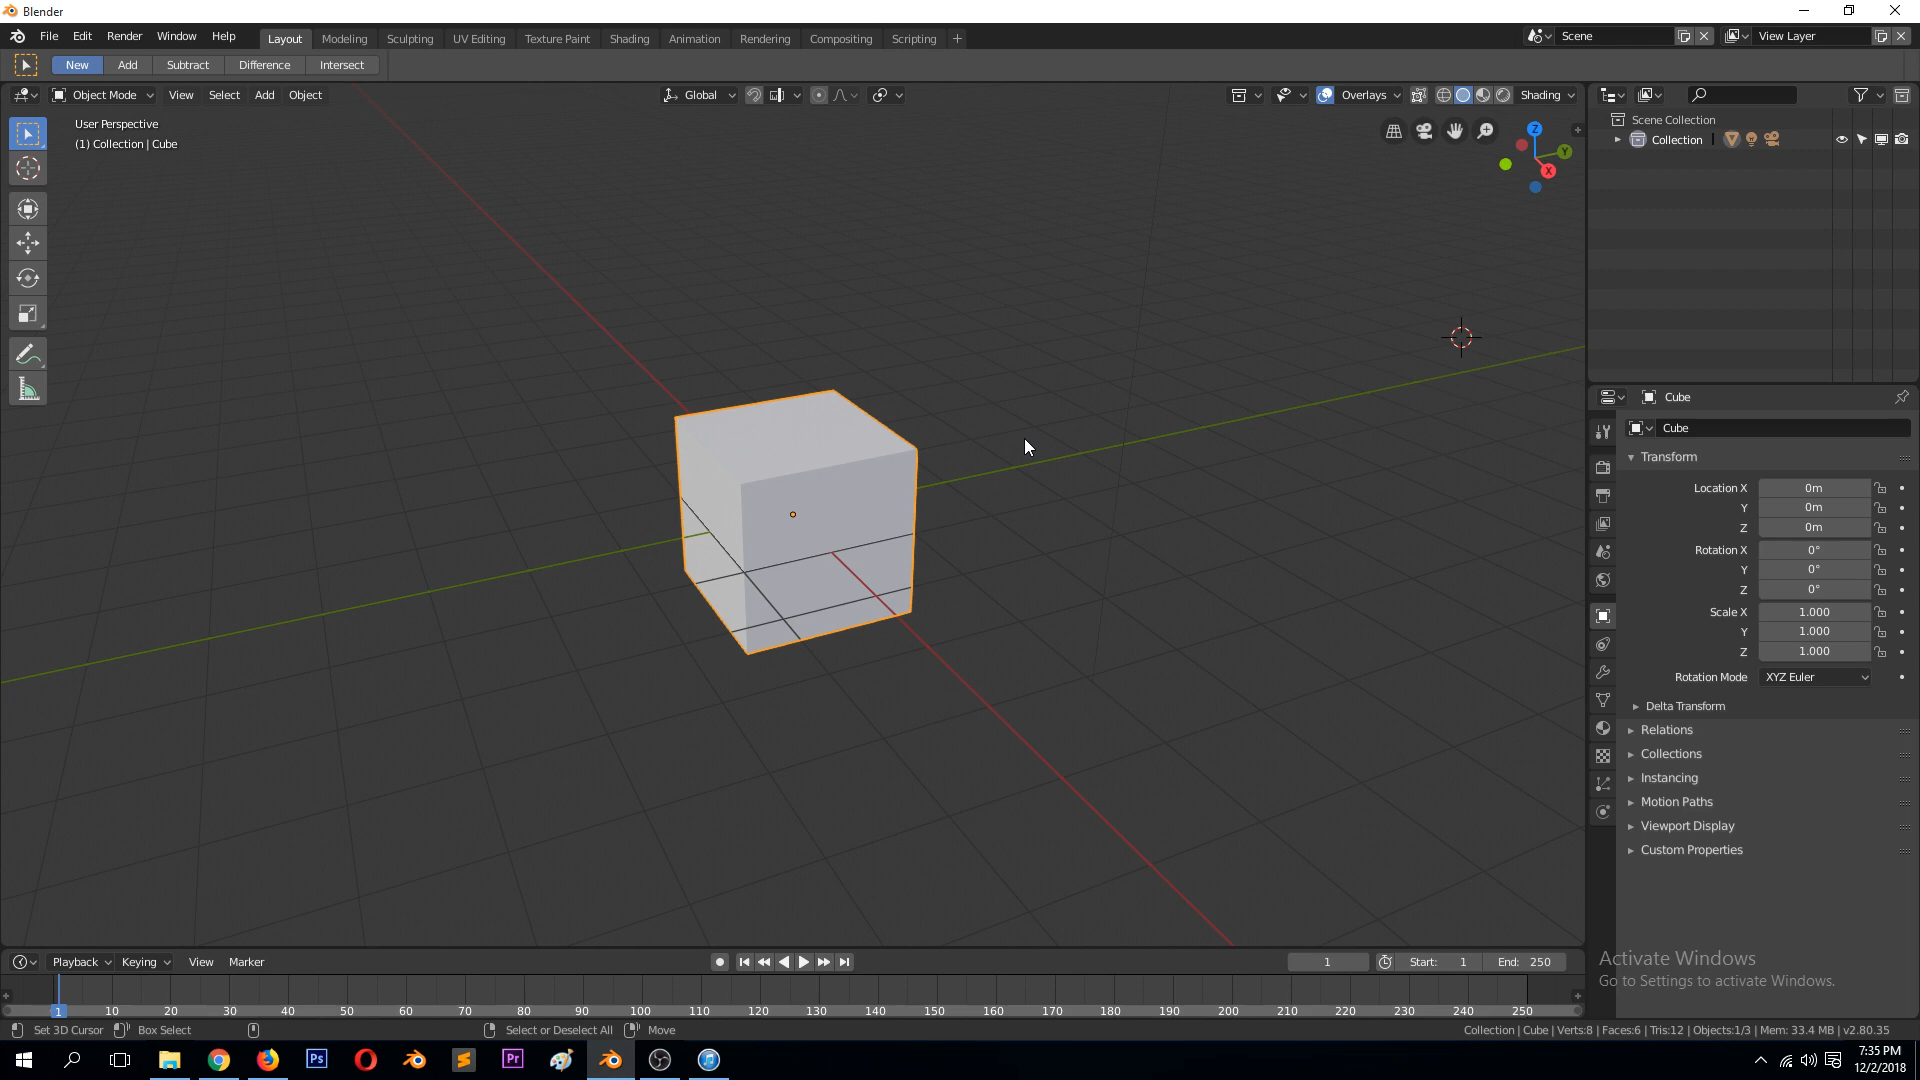 Blender
File Edit Render Window Help Layout Modeling Sculpting UV Editing Texture Paint Shading Animation Rendering Compositing Scripting + Scene View Layer
New Add Subtract Difference Intersect
Object Mode View Select Add Object Global Overlays Shading
User Perspective
(1) Collection | Cube
Z
Y
X
Scene Collection
Collection
Cube
Cube
Transform
Location X 0m
Y 0m
Z 0m
Rotation X 0°
Y 0°
Z 0°
Scale X 1.000
Y 1.000
Z 1.000
Rotation Mode XYZ Euler
Delta Transform
Relations
Collections
Instancing
Motion Paths
Viewport Display
Custom Properties
Activate Windows
Go to Settings to activate Windows.
Playback Keying View Marker 1 Start: 1 End: 250
1 10 20 30 40 50 60 70 80 90 100 110 120 130 140 150 160 170 180 190 200 210 220 230 240 250
Set 3D Cursor Box Select Select or Deselect All Move Collection | Cube | Verts:8 | Faces:6 | Tris:12 | Objects:1/3 | Mem: 33.4 MB | v2.80.35
Ps Pr 7:35 PM
12/2/2018